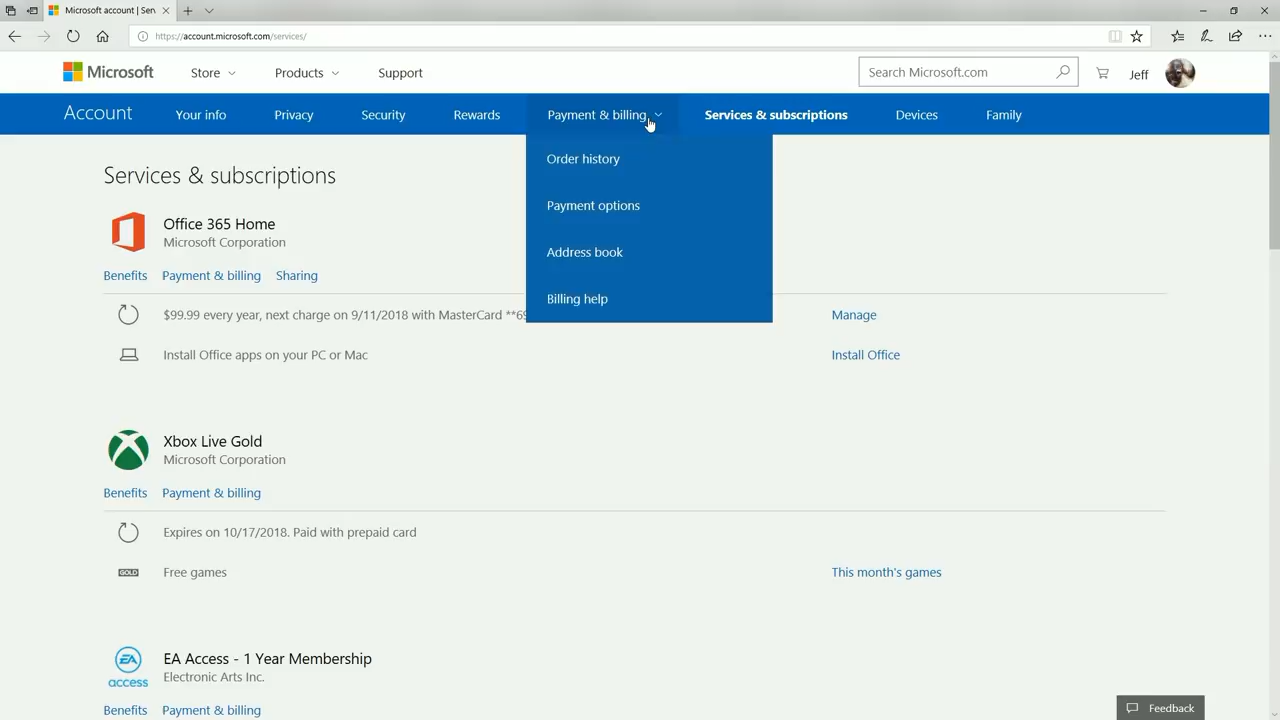 Microsoft account | Ser
https://account.microsoft.com/services/
Microsoft Store Products Support Search Microsoft.com Jeff
Account Your info Privacy Security Rewards Payment & billing Services & subscriptions Devices Family
Order history
Payment options
Address book
Billing help
Services & subscriptions
Office 365 Home
Microsoft Corporation
Benefits Payment & billing Sharing
$99.99 every year, next charge on 9/11/2018 with MasterCard **69 Manage
Install Office apps on your PC or Mac Install Office
Xbox Live Gold
Microsoft Corporation
Benefits Payment & billing
Expires on 10/17/2018. Paid with prepaid card
GOLD Free games This month's games
EA Access - 1 Year Membership
Electronic Arts Inc.
EA access
Benefits Payment & billing
Feedback